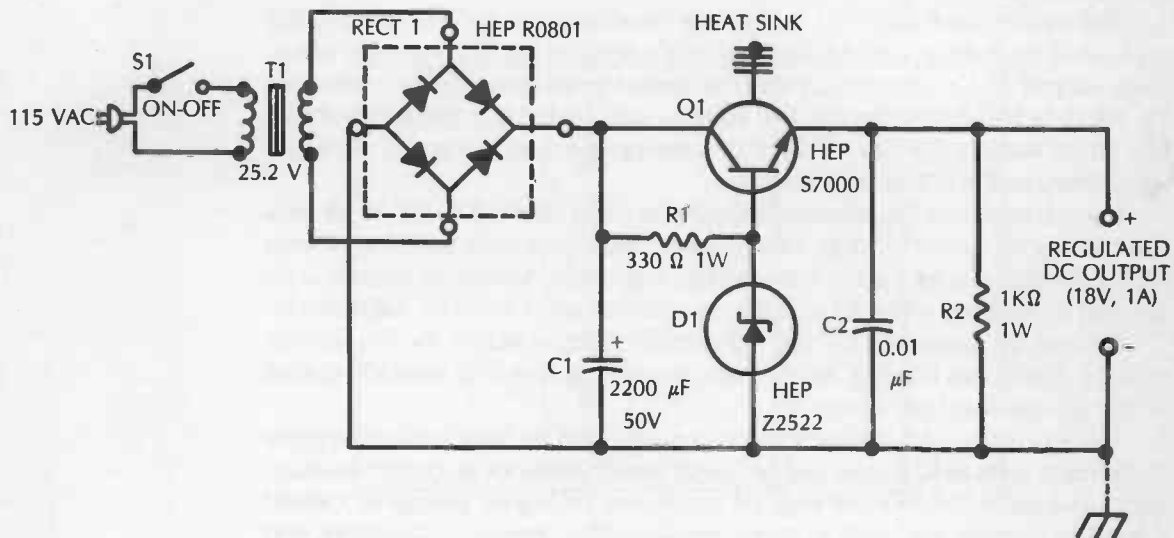 RECT 1
HEP R0801
HEAT SINK
S1
T1
115 VAC
ON-OFF
25.2 V
Q1
HEP
S7000
R1
330 Ω 1W
+
REGULATED
DC OUTPUT
(18V, 1A)
-
D1
C1
+
2200 μF
50V
HEP
Z2522
C2
0.01
μF
R2
1KΩ
1W